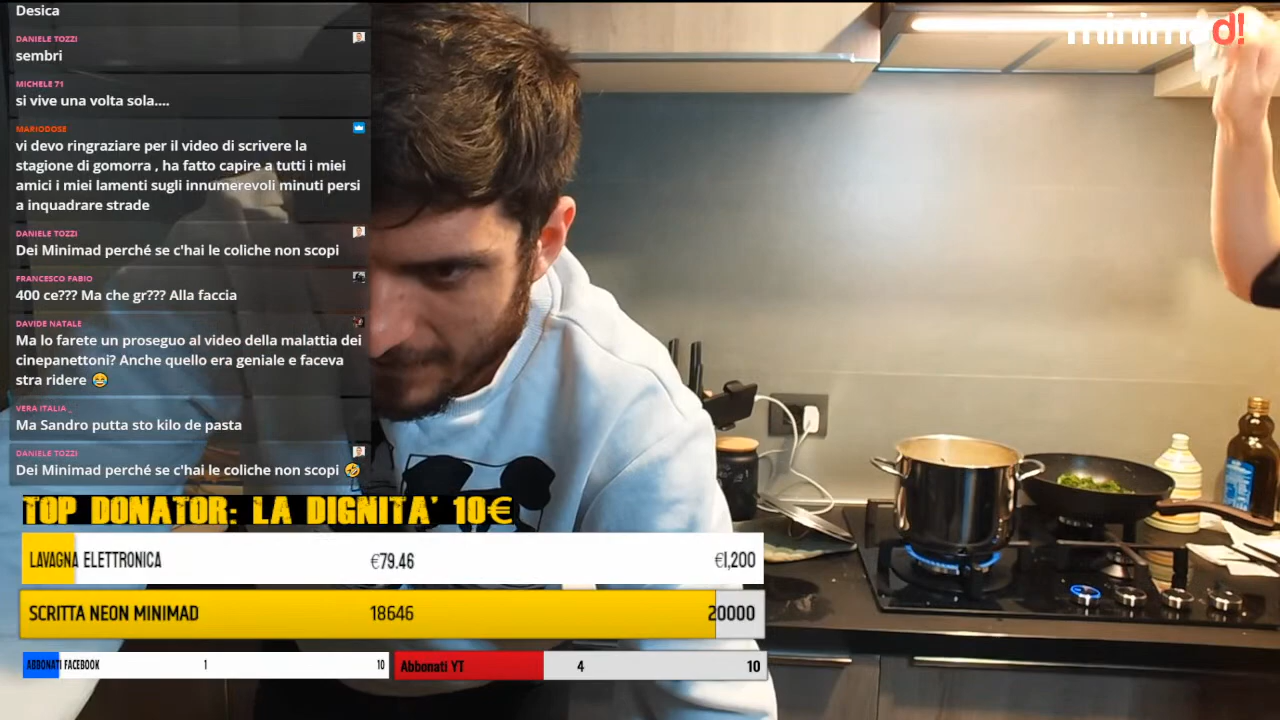 Desica
DANIELE TOZZI
sembri
MICHELE 71
si vive una volta sola....
MARIODOSE
vi devo ringraziare per il video di scrivere la
stagione di gomorra , ha fatto capire a tutti i miei
amici i miei lamenti sugli innumerevoli minuti persi
a inquadrare strade
DANIELE TOZZI
Dei Minimad perché se c'hai le coliche non scopi
FRANCESCO FABIO
400 ce??? Ma che gr??? Alla faccia
DAVIDE NATALE
Ma lo farete un proseguo al video della malattia dei
cinepanettoni? Anche quello era geniale e faceva
stra ridere 😂
VERA ITALIA_
Ma Sandro putta sto kilo de pasta
DANIELE TOZZI
Dei Minimad perché se c'hai le coliche non scopi 🤣
TOP DONATOR: LA DIGNITA' 10€
LAVAGNA ELETTRONICA €79.46 €1,200
SCRITTA NEON MINIMAD 18646 20000
ABBONATI FACEBOOK 1 10
Abbonati YT 4 10
minimad!